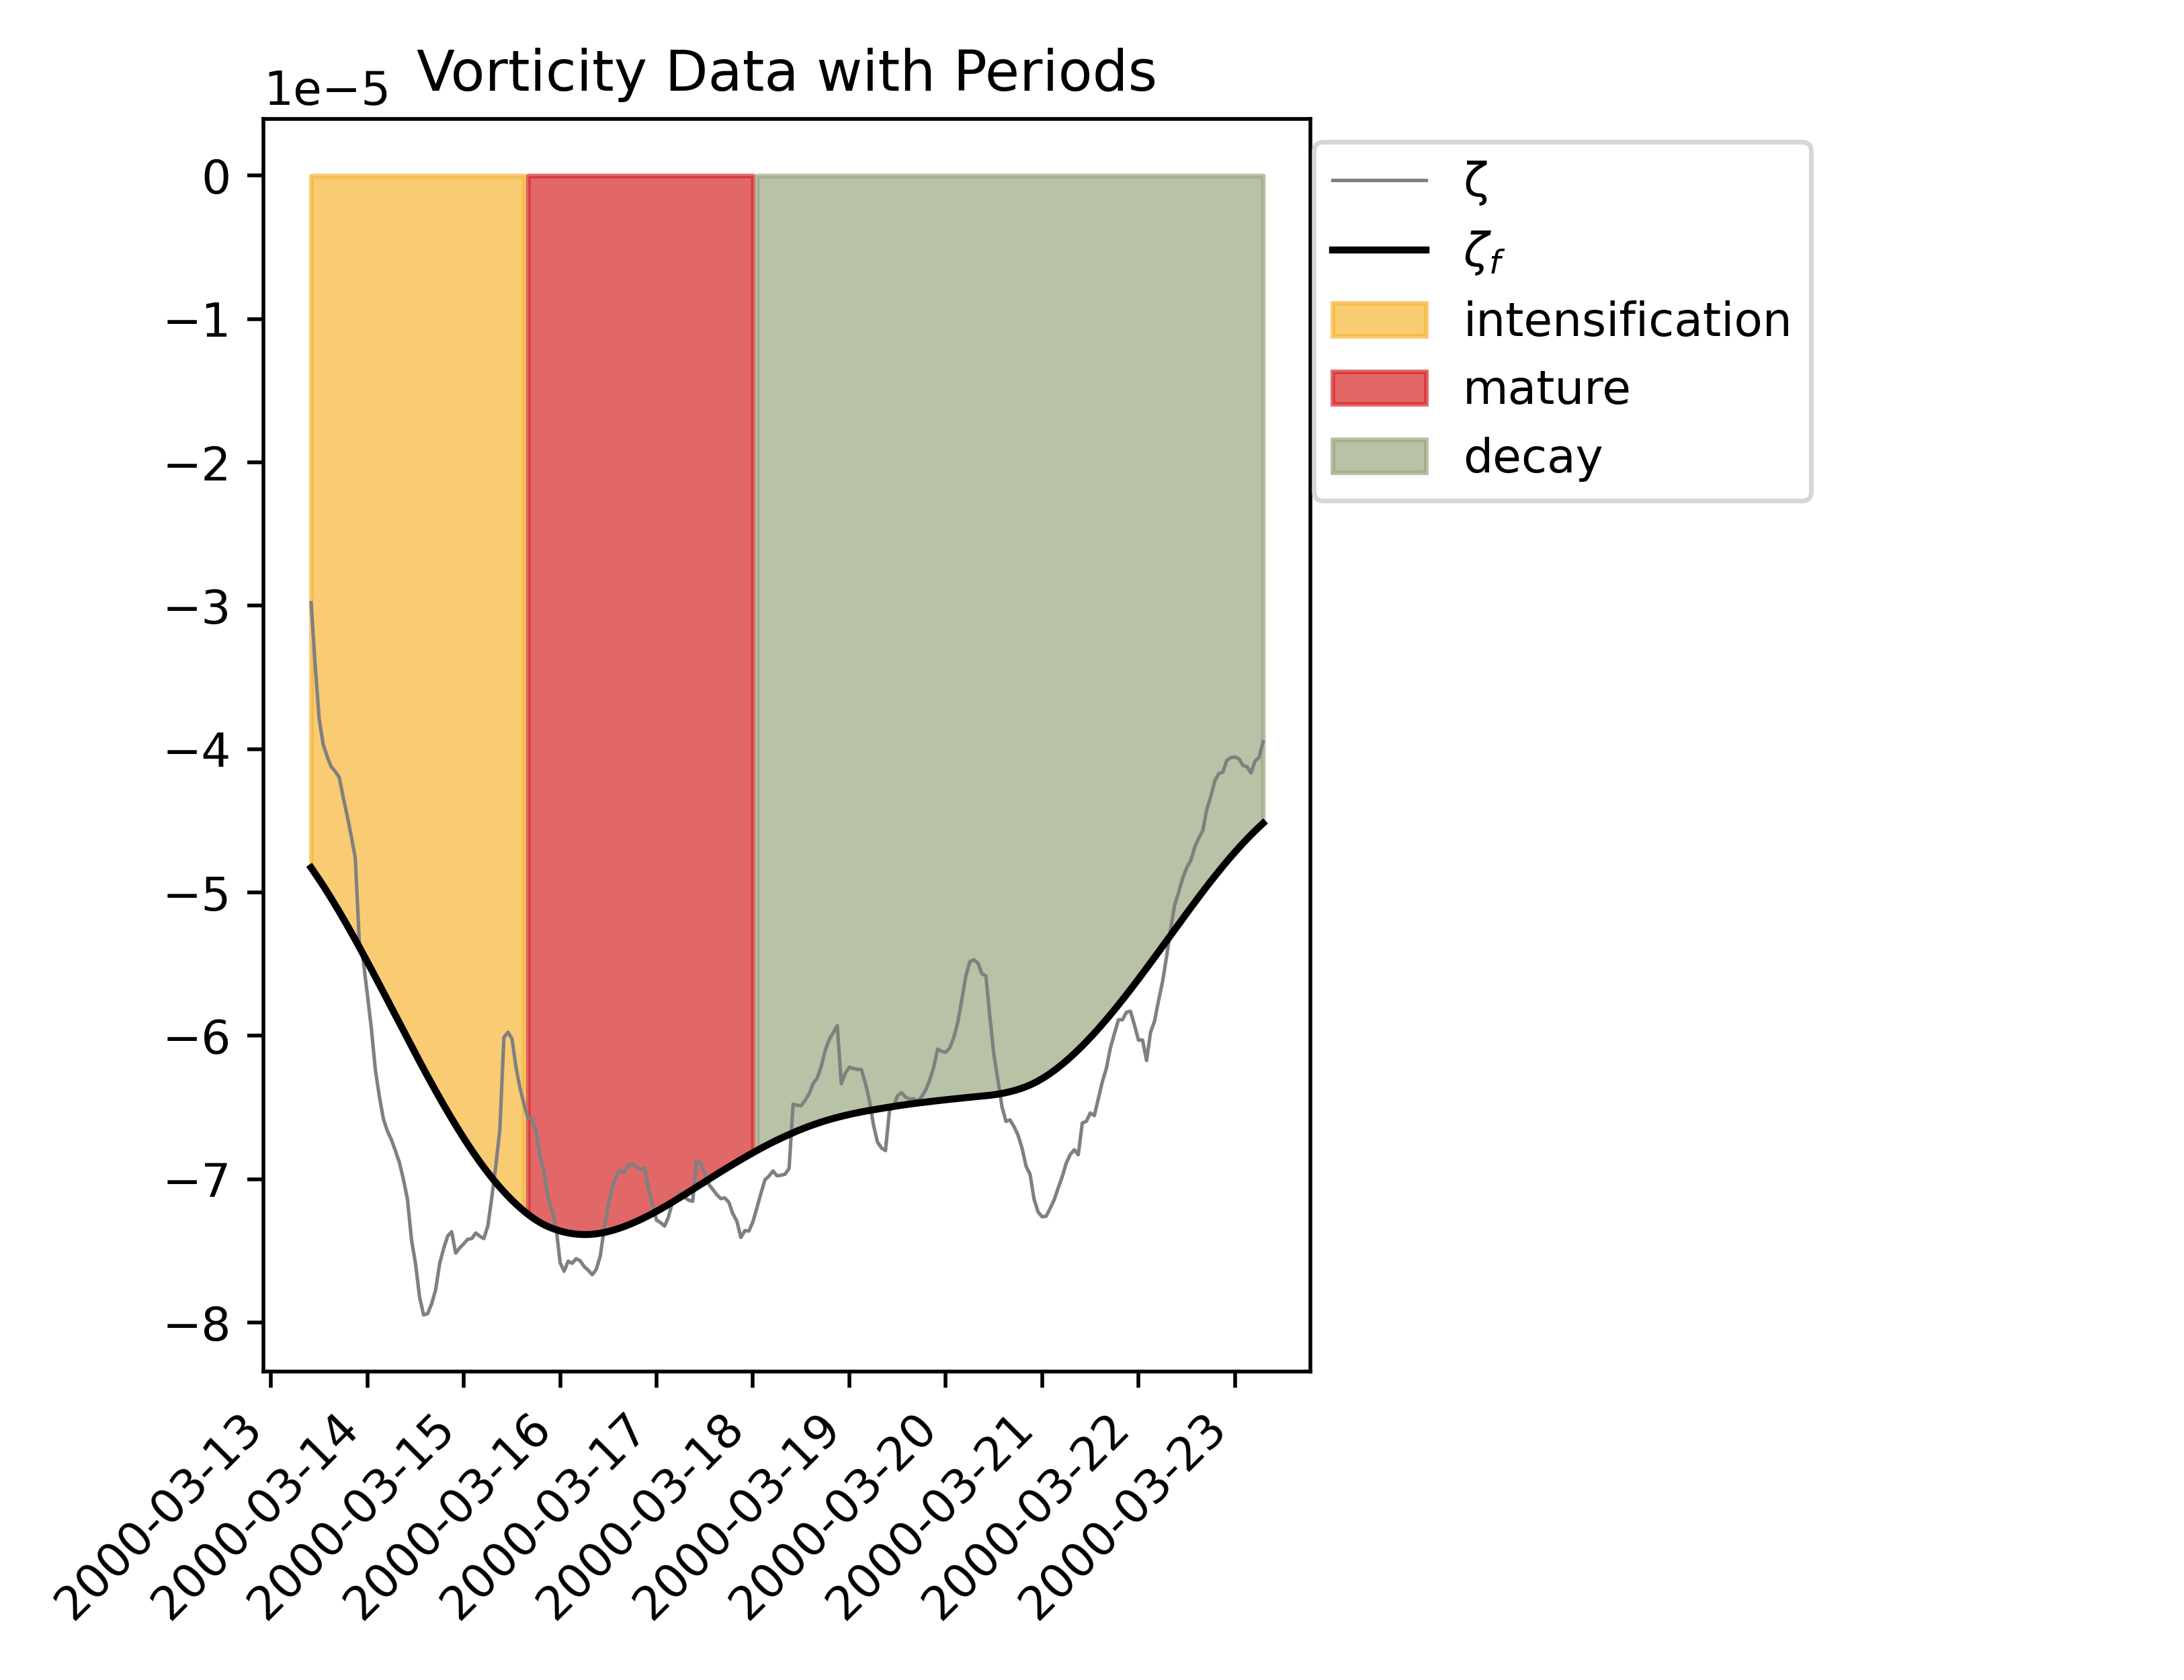 Vorticity Data with Periods
1e−5
0
−1
−2
−3
−4
−5
−6
−7
−8
2000-03-13
2000-03-14
2000-03-15
2000-03-16
2000-03-17
2000-03-18
2000-03-19
2000-03-20
2000-03-21
2000-03-22
2000-03-23
ζ
ζf
intensification
mature
decay